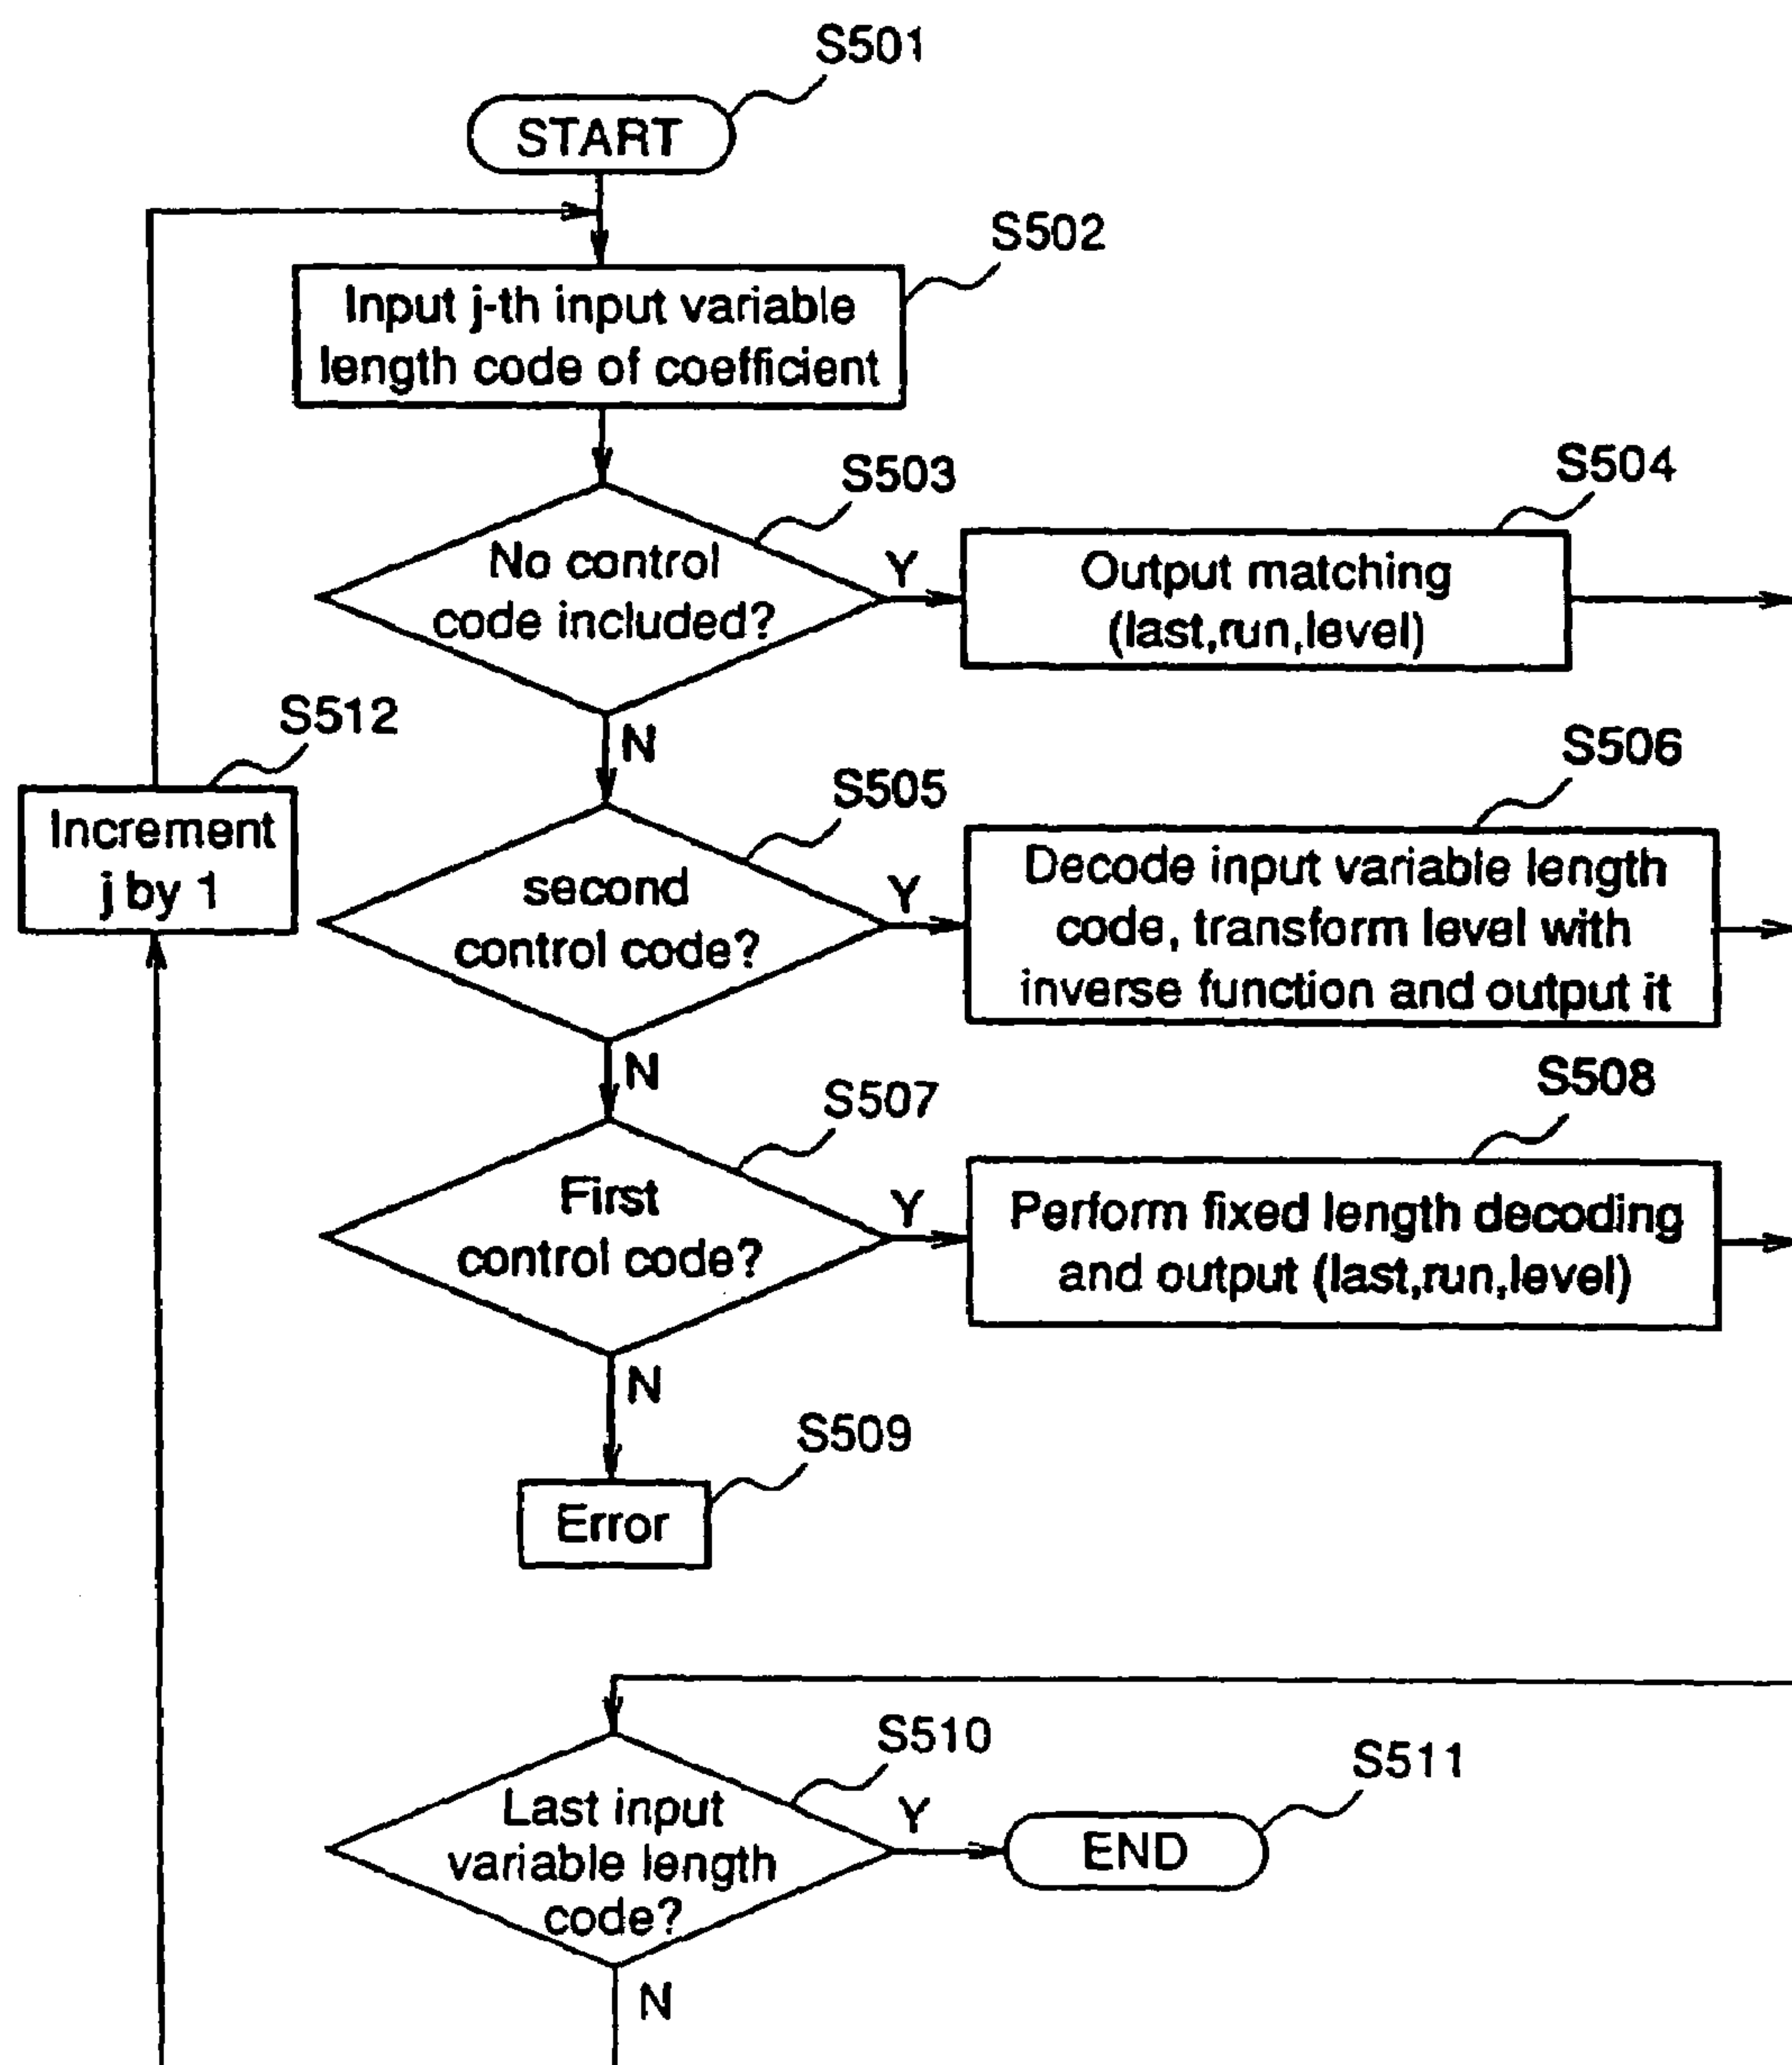 S501
START
S502
Input j-th input variable
length code of coefficient
S503
No control
code included?
Y
S504
Output matching
(last,run,level)
N
S512
Increment
j by 1
S505
second
control code?
Y
S506
Decode input variable length
code, transform level with
inverse function and output it
N
S507
First
control code?
Y
S508
Perform fixed length decoding
and output (last,run,level)
N
S509
Error
S510
Last input
variable length
code?
Y
S511
END
N